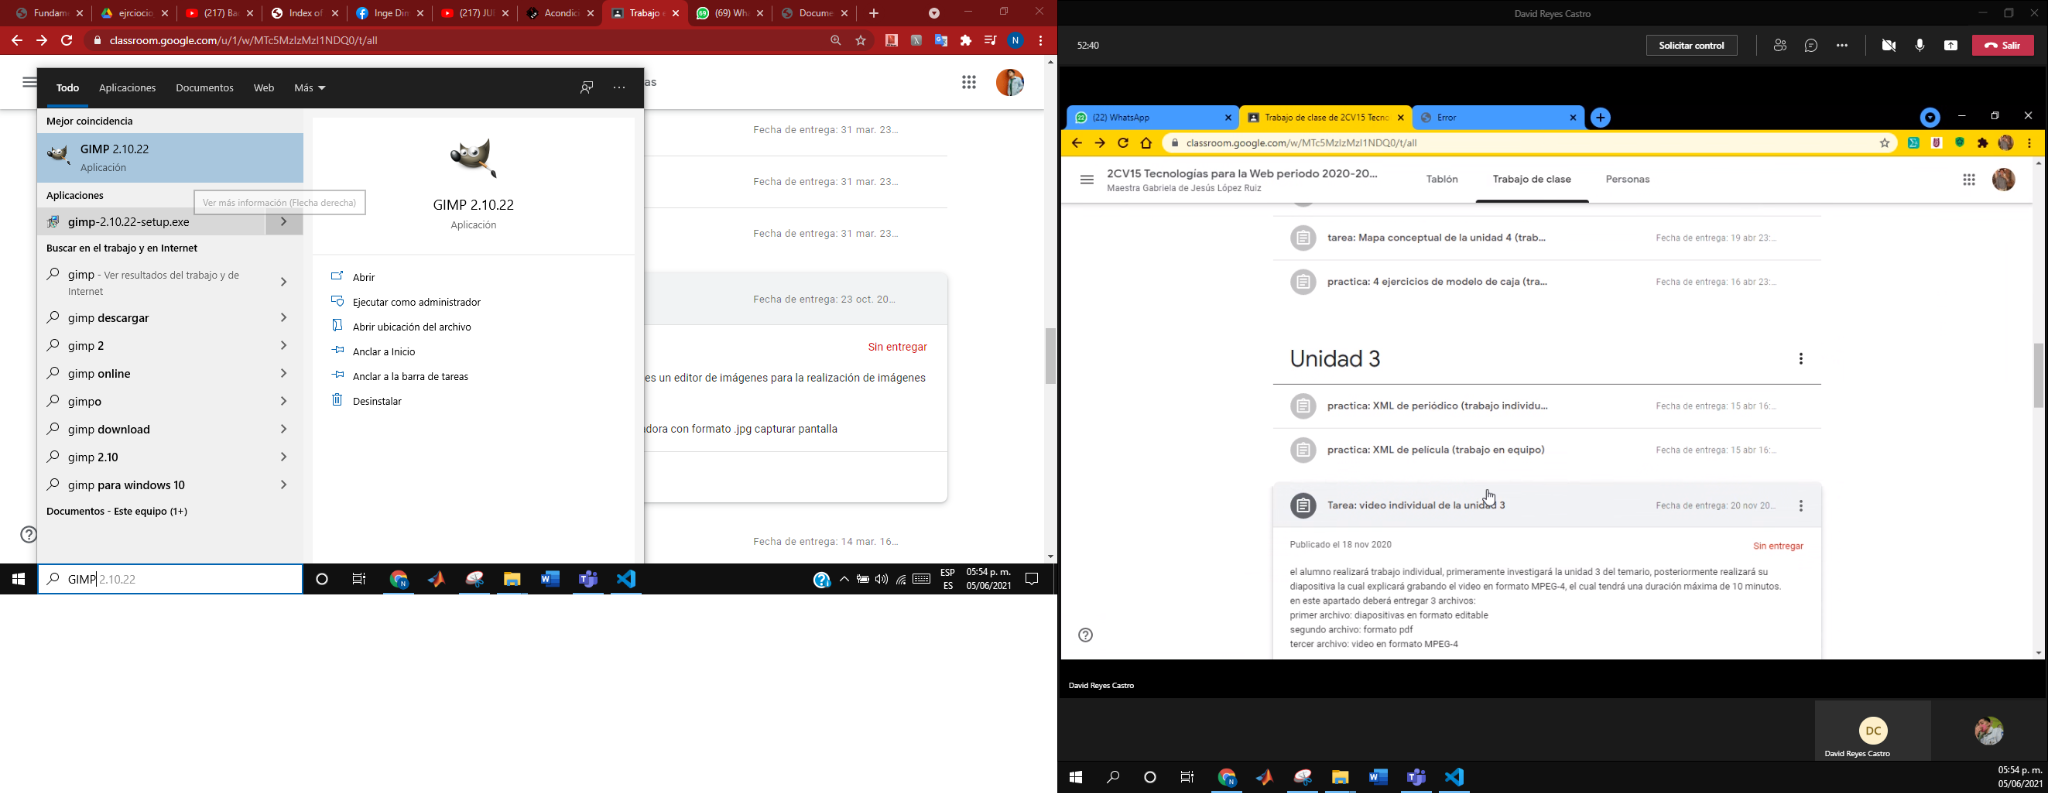 Fundam
ejrciocio
(217) Ba
Index of
Inge Din
(217) JU
Acondici
Trabajo
(69) Wh
Docume
classroom.google.com/u/1/w/MTc5MzIzMzI1NDQ0/t/all
N
as
Todo
Aplicaciones
Documentos
Web
Más
Mejor coincidencia
GIMP 2.10.22
Aplicación
Aplicaciones
Ver más información (Flecha derecha)
gimp-2.10.22-setup.exe
Buscar en el trabajo y en Internet
gimp - Ver resultados del trabajo y de
Internet
gimp descargar
gimp 2
gimp online
gimpo
gimp download
gimp 2.10
gimp para windows 10
Documentos - Este equipo (1+)
GIMP 2.10.22
GIMP 2.10.22
Aplicación
Abrir
Ejecutar como administrador
Abrir ubicación del archivo
Anclar a Inicio
Anclar a la barra de tareas
Desinstalar
Fecha de entrega: 31 mar. 23...
Fecha de entrega: 31 mar. 23...
Fecha de entrega: 31 mar. 23...
Fecha de entrega: 23 oct. 20...
Sin entregar
es un editor de imágenes para la realización de imágenes
dora con formato .jpg capturar pantalla
Fecha de entrega: 14 mar. 16...
ESP
ES
05:54 p. m.
05/06/2021
David Reyes Castro
52:40
Solicitar control
Salir
(22) WhatsApp
Trabajo de clase de 2CV15 Tecno
Error
classroom.google.com/w/MTc5MzIzMzI1NDQ0/t/all
2CV15 Tecnologías para la Web periodo 2020-20...
Maestra Gabriela de Jesús López Ruiz
Tablón
Trabajo de clase
Personas
tarea: Mapa conceptual de la unidad 4 (trab...
Fecha de entrega: 19 abr 23:...
practica: 4 ejercicios de modelo de caja (tra...
Fecha de entrega: 16 abr 23:...
Unidad 3
practica: XML de periódico (trabajo individu...
Fecha de entrega: 15 abr 16:...
practica: XML de película (trabajo en equipo)
Fecha de entrega: 15 abr 16:...
Tarea: video individual de la unidad 3
Fecha de entrega: 20 nov 20...
Publicado el 18 nov 2020
Sin entregar
el alumno realizará trabajo individual, primeramente investigará la unidad 3 del temario, posteriormente realizará su
diapositiva la cual explicará grabando el video en formato MPEG-4, el cual tendrá una duración máxima de 10 minutos.
en este apartado deberá entregar 3 archivos:
primer archivo: diapositivas en formato editable
segundo archivo: formato pdf
tercer archivo: video en formato MPEG-4
David Reyes Castro
DC
David Reyes Castro
05:54 p. m.
05/06/2021